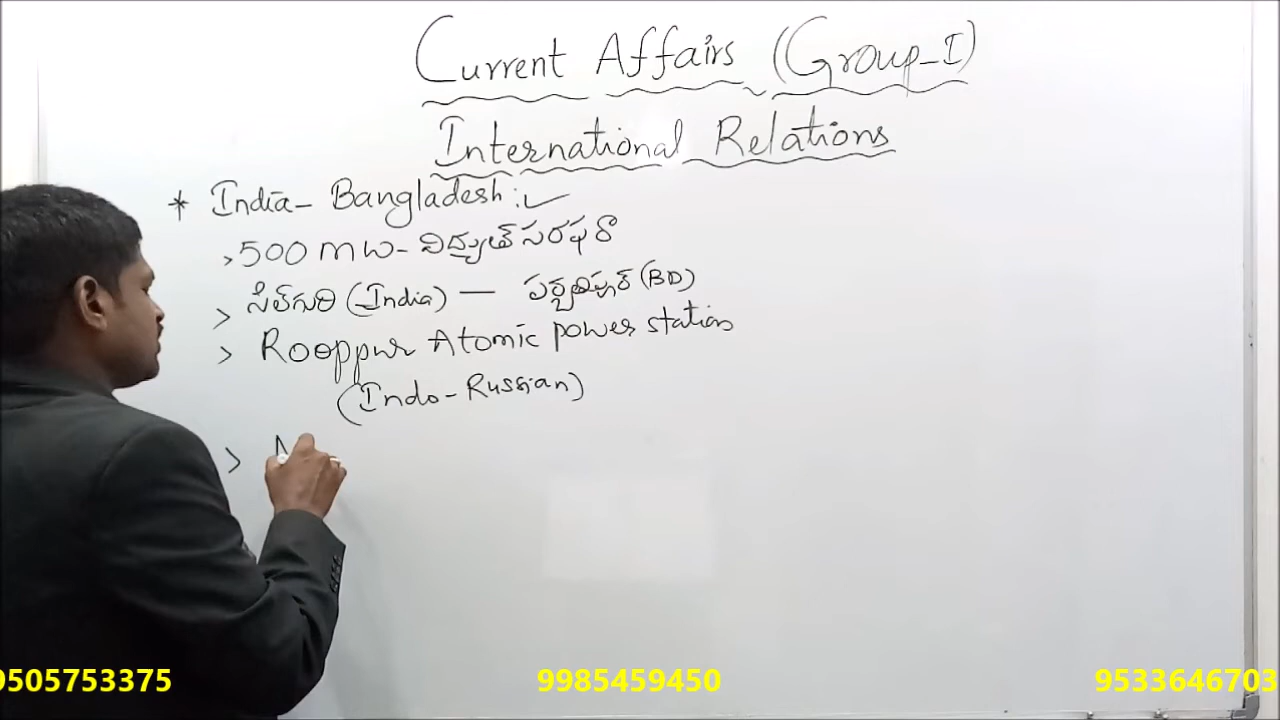 Current Affairs (Group-I)
International Relations
* India- Bangladesh: ✓
> 500 MW- విద్యుత్ సరఫరా
> సిలిగురి (India) — పర్బతిపూర్ (BD)
> Rooppur Atomic power station
(Indo-Russian)
>
9505753375 9985459450 9533646703